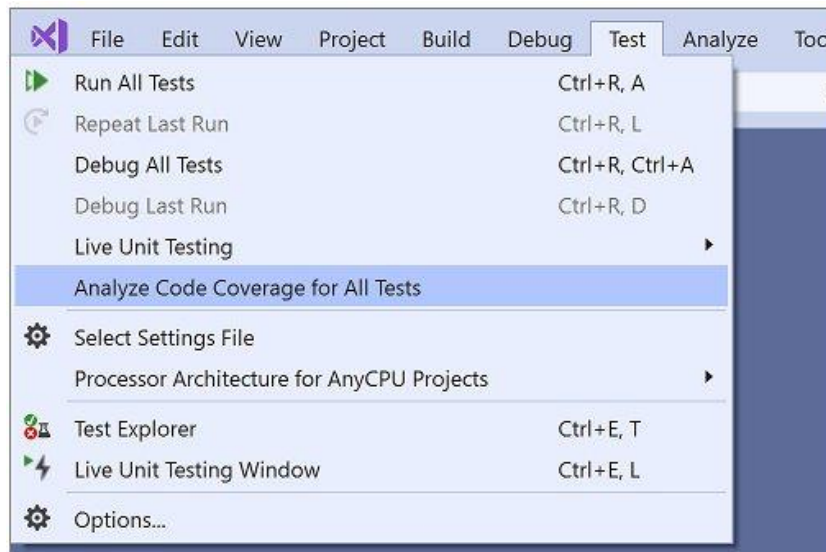 File Edit View Project Build Debug Test Analyze
Run All Tests Ctrl+R, A
Repeat Last Run Ctrl+R, L
Debug All Tests Ctrl+R, Ctrl+A
Debug Last Run Ctrl+R, D
Live Unit Testing
Analyze Code Coverage for All Tests
Select Settings File
Processor Architecture for AnyCPU Projects
Test Explorer Ctrl+E, T
Live Unit Testing Window Ctrl+E, L
Options...